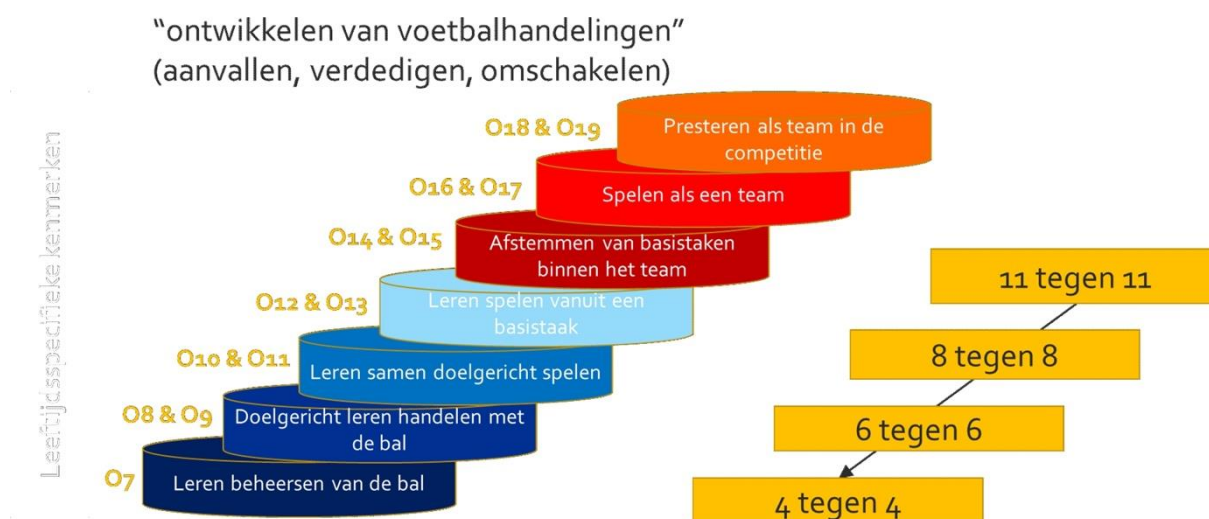 “ontwikkelen van voetbalhandelingen”
(aanvallen, verdedigen, omschakelen)
Leeftijdsspecifieke kenmerken
O18 & O19
Presteren als team in de
competitie
O16 & O17
Spelen als een team
O14 & O15
Afstemmen van basistaken
binnen het team
O12 & O13
Leren spelen vanuit een
basistaak
O10 & O11
Leren samen doelgericht spelen
O8 & O9
Doelgericht leren handelen met
de bal
O7
Leren beheersen van de bal
11 tegen 11
8 tegen 8
6 tegen 6
4 tegen 4